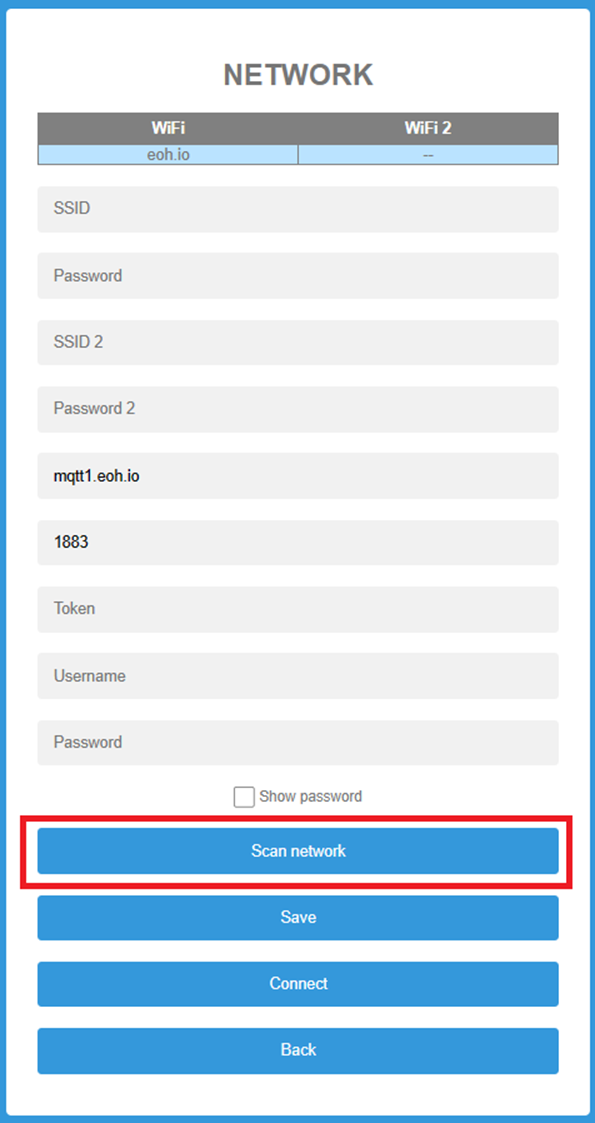 NETWORK
WiFi WiFi 2
eoh.io --
SSID
Password
SSID 2
Password 2
mqtt1.eoh.io
1883
Token
Username
Password
Show password
Scan network
Save
Connect
Back